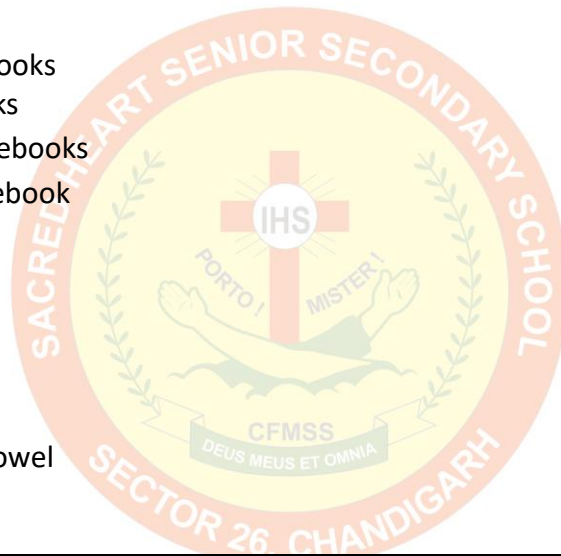 ooks
ks
ebooks
ebook
SACRED HEART SENIOR SECONDARY SCHOOL
IHS
PORTO! MISTER!
CFMSS
DEUS MEUS ET OMNIA
owel
SECTOR 26, CHANDIGARH